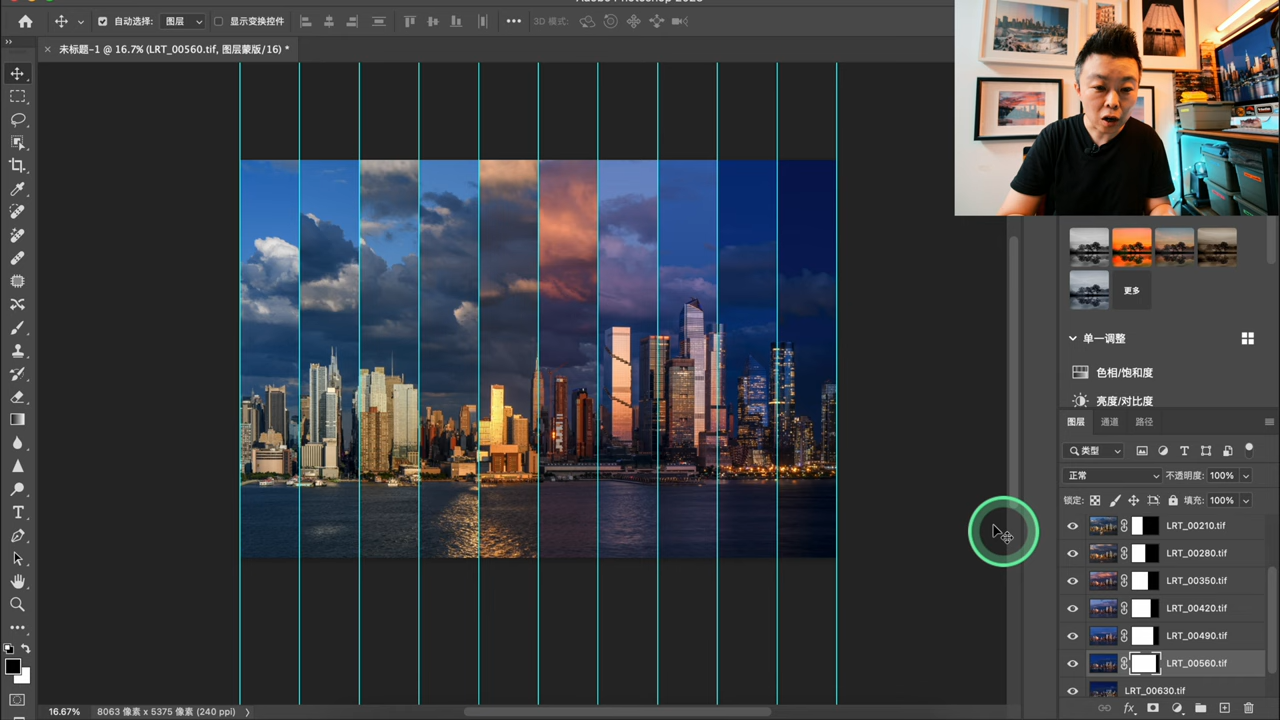 自动选择:
图层
显示变换控件
3D 模式:
未标题-1 @ 16.7% (LRT_00560.tif, 图层蒙版/16) *
更多
单一调整
色相/饱和度
亮度/对比度
图层
通道
路径
类型
正常
不透明度:
100%
锁定:
填充:
100%
LRT_00210.tif
LRT_00280.tif
LRT_00350.tif
LRT_00420.tif
LRT_00490.tif
LRT_00560.tif
LRT_00630.tif
16.67%
8063 像素 x 5375 像素 (240 ppi)